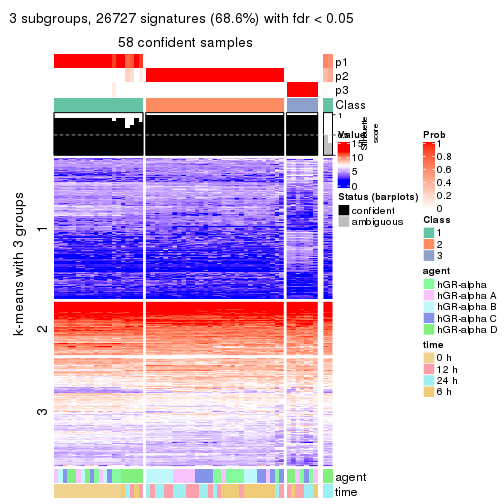 3 subgroups, 26727 signatures (68.6%) with fdr < 0.05
58 confident samples
p1
p2
p3
Class
1
Silhouette
score
Value
15
10
5
0
Status (barplots)
confident
ambiguous
Prob
1
0.8
0.6
0.4
0.2
0
Class
1
2
3
agent
hGR-alpha
hGR-alpha A
hGR-alpha B
hGR-alpha C
hGR-alpha D
time
0 h
12 h
24 h
6 h
k-means with 3 groups
1
2
3
agent
time